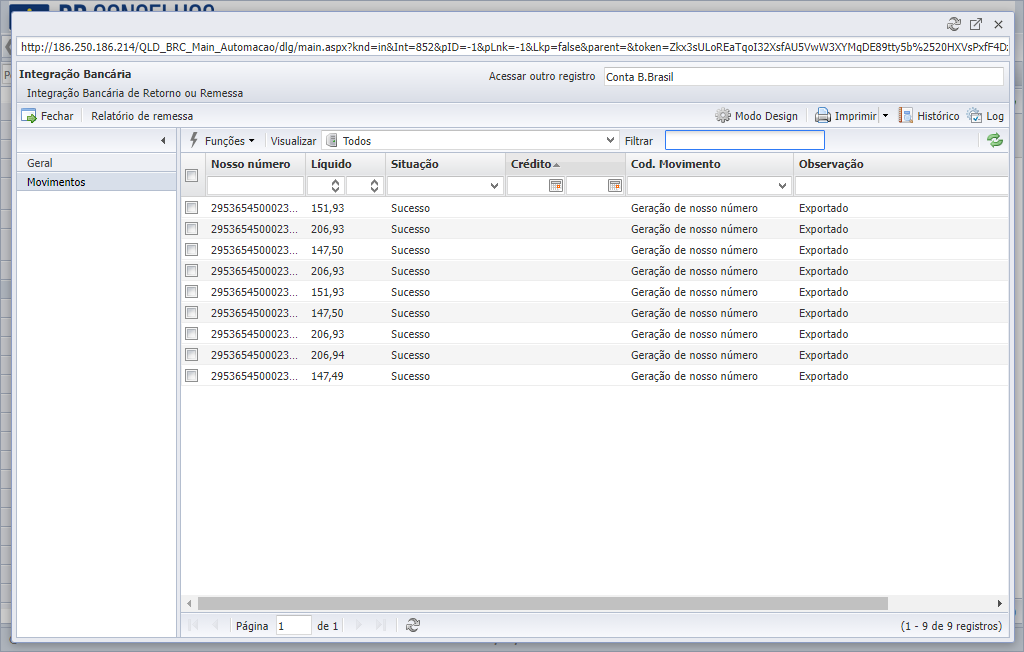 http://186.250.186.214/QLD_BRC_Main_Automacao/dlg/main.aspx?knd=in&Int=852&pID=-1&pLnk=-1&Lkp=false&parent=&token=Zkx3sULoREaTqoI32XsfAU5VwW3XYMqDE89tty5b%2520HXVsPxfF4D
Integração Bancária Acessar outro registro Conta B.Brasil
Integração Bancária de Retorno ou Remessa
Fechar Relatório de remessa Modo Design Imprimir Histórico Log
Funções Visualizar Todos Filtrar
Geral
Movimentos
Nosso número Líquido Situação Crédito Cod. Movimento Observação
2953654500023... 151,93 Sucesso Geração de nosso número Exportado
2953654500023... 206,93 Sucesso Geração de nosso número Exportado
2953654500023... 147,50 Sucesso Geração de nosso número Exportado
2953654500023... 206,93 Sucesso Geração de nosso número Exportado
2953654500023... 151,93 Sucesso Geração de nosso número Exportado
2953654500023... 147,50 Sucesso Geração de nosso número Exportado
2953654500023... 206,93 Sucesso Geração de nosso número Exportado
2953654500023... 206,94 Sucesso Geração de nosso número Exportado
2953654500023... 147,49 Sucesso Geração de nosso número Exportado
Página 1 de 1 (1 - 9 de 9 registros)